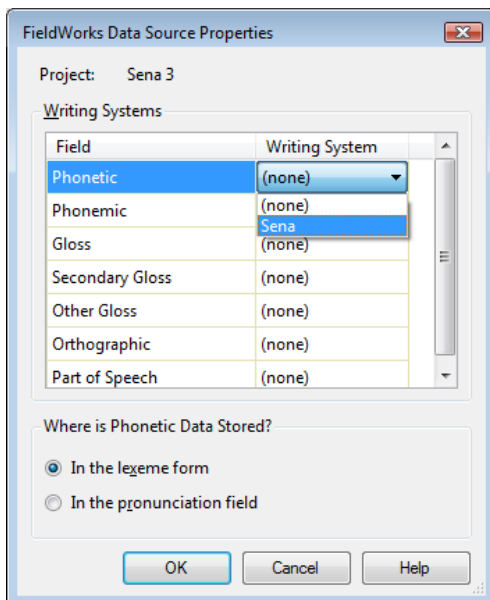 FieldWorks Data Source Properties
Project: Sena 3
Writing Systems
Field Writing System
Phonetic (none)
(none)
Phonemic
Sena
Gloss (none)
Secondary Gloss (none)
Other Gloss (none)
Orthographic (none)
Part of Speech (none)
Where is Phonetic Data Stored?
In the lexeme form
In the pronunciation field
OK Cancel Help